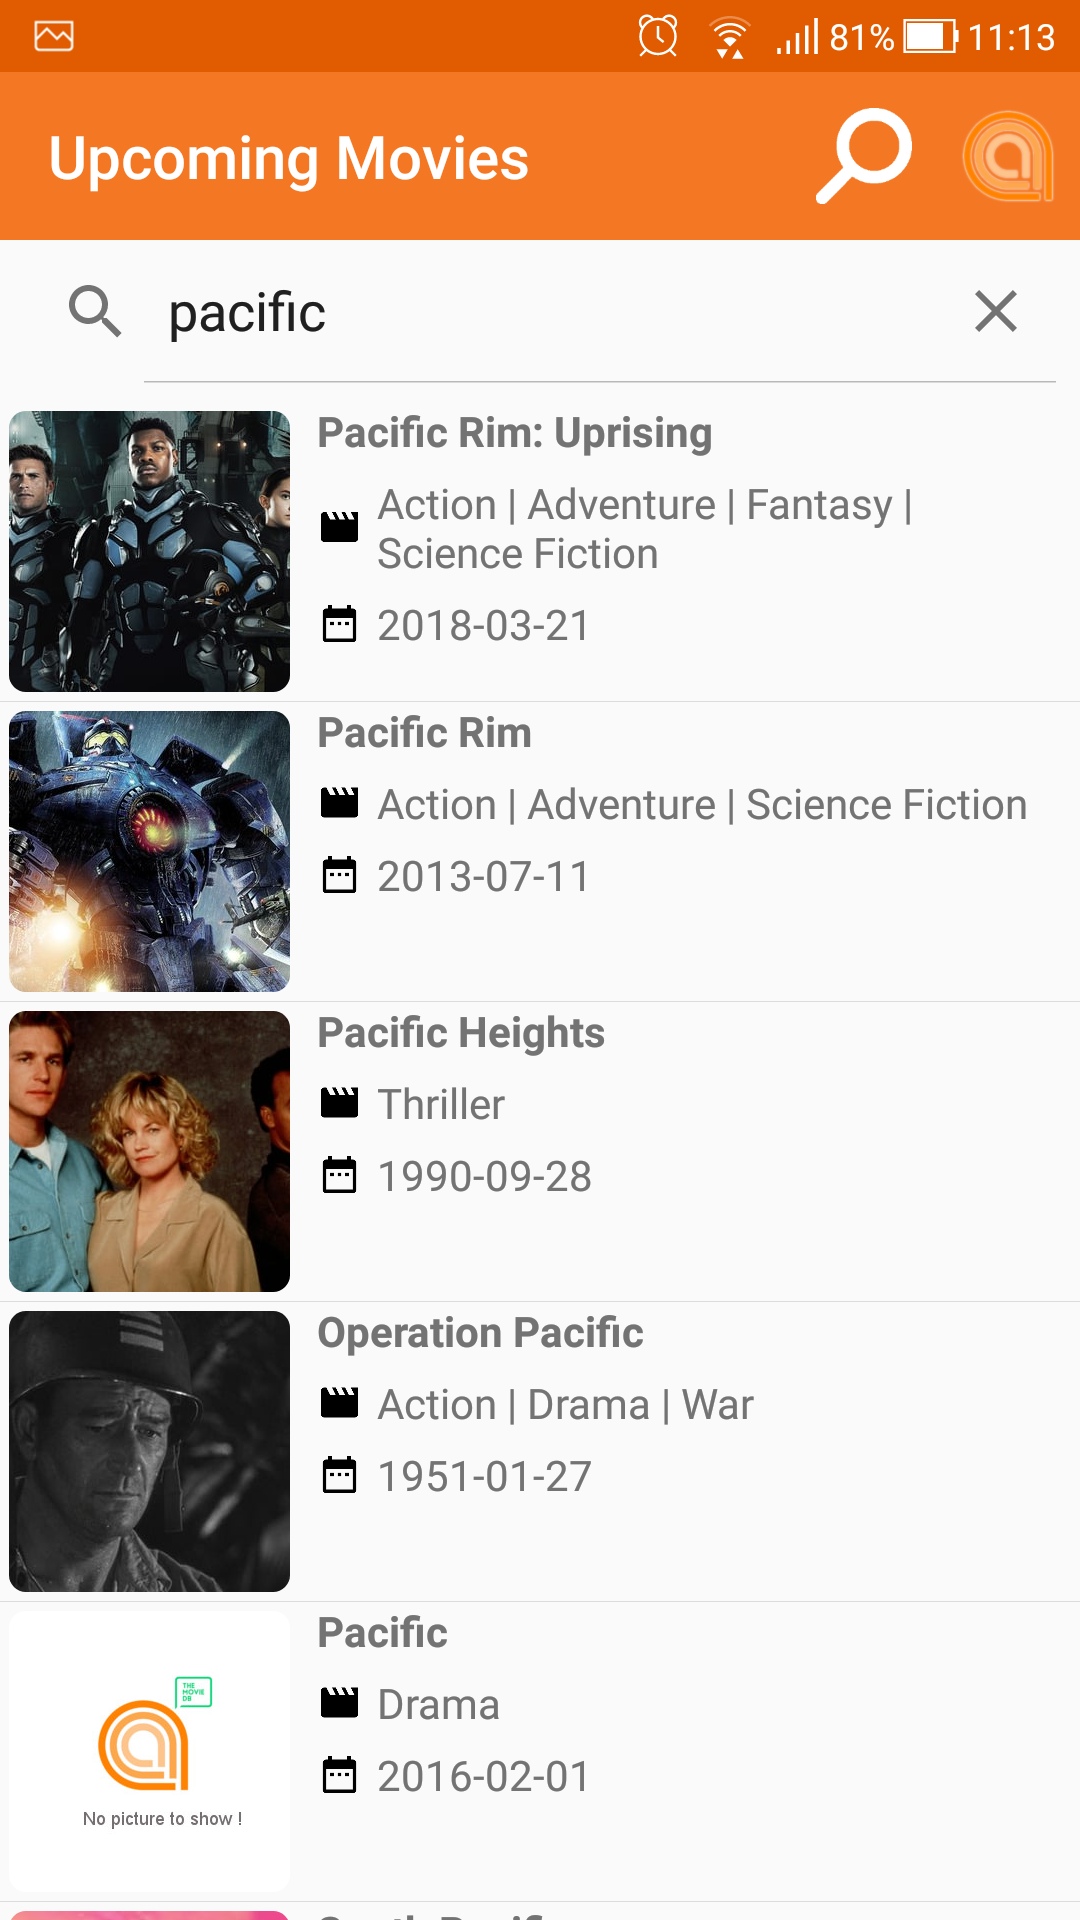 81% 11:13
Upcoming Movies
pacific
Pacific Rim: Uprising
Action | Adventure | Fantasy |
Science Fiction
2018-03-21
Pacific Rim
Action | Adventure | Science Fiction
2013-07-11
Pacific Heights
Thriller
1990-09-28
Operation Pacific
Action | Drama | War
1951-01-27
Pacific
Drama
2016-02-01
THE
MOVIE
DB
No picture to show !